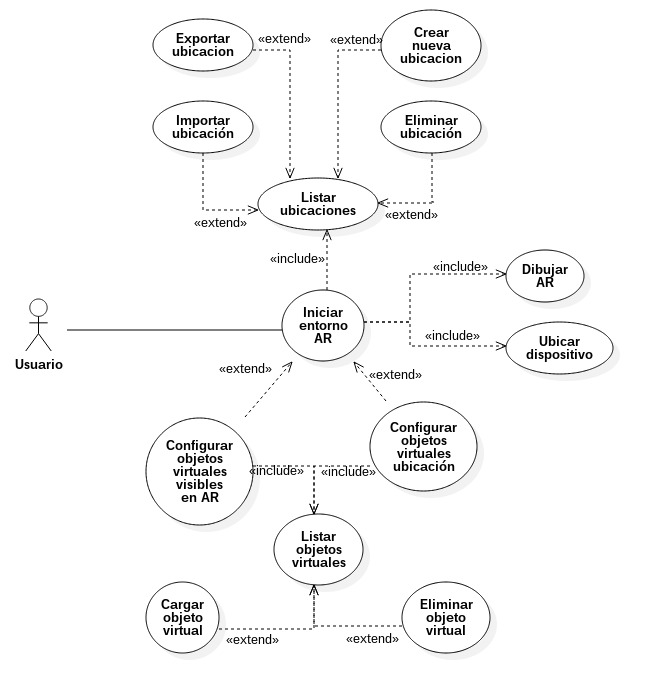 Exportar
ubicacion
«extend»
«extend»
Crear
nueva
ubicacion
Importar
ubicación
Eliminar
ubicación
Listar
ubicaciones
«extend»
«extend»
«include»
«include»
Dibujar
AR
Iniciar
entorno
AR
«include»
Ubicar
dispositivo
Usuario
«extend»
«extend»
Configurar
objetos
virtuales
visibles
en AR
Configurar
objetos
virtuales
ubicación
«include»
«include»
Listar
objetos
virtuales
Cargar
objeto
virtual
Eliminar
objeto
virtual
«extend»
«extend»